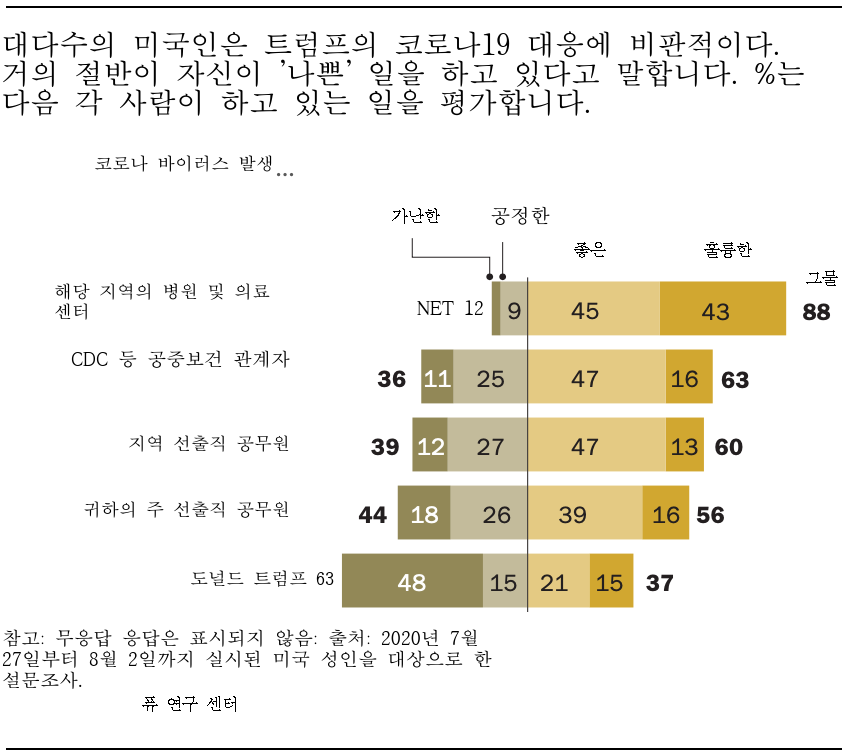 대다수의 미국인은 트럼프의 코로나19 대응에 비판적이다.
거의 절반이 자신이 '나쁜' 일을 하고 있다고 말합니다. %는
다음 각 사람이 하고 있는 일을 평가합니다.
코로나 바이러스 발생...
가난한 공정한
좋은 훌륭한
그물
해당 지역의 병원 및 의료
센터
NET 12 9 45 43 88
CDC 등 공중보건 관계자
36 11 25 47 16 63
지역 선출직 공무원
39 12 27 47 13 60
귀하의 주 선출직 공무원
44 18 26 39 16 56
도널드 트럼프 63 48 15 21 15 37
참고: 무응답 응답은 표시되지 않음: 출처: 2020년 7월
27일부터 8월 2일까지 실시된 미국 성인을 대상으로 한
설문조사.
퓨 연구 센터